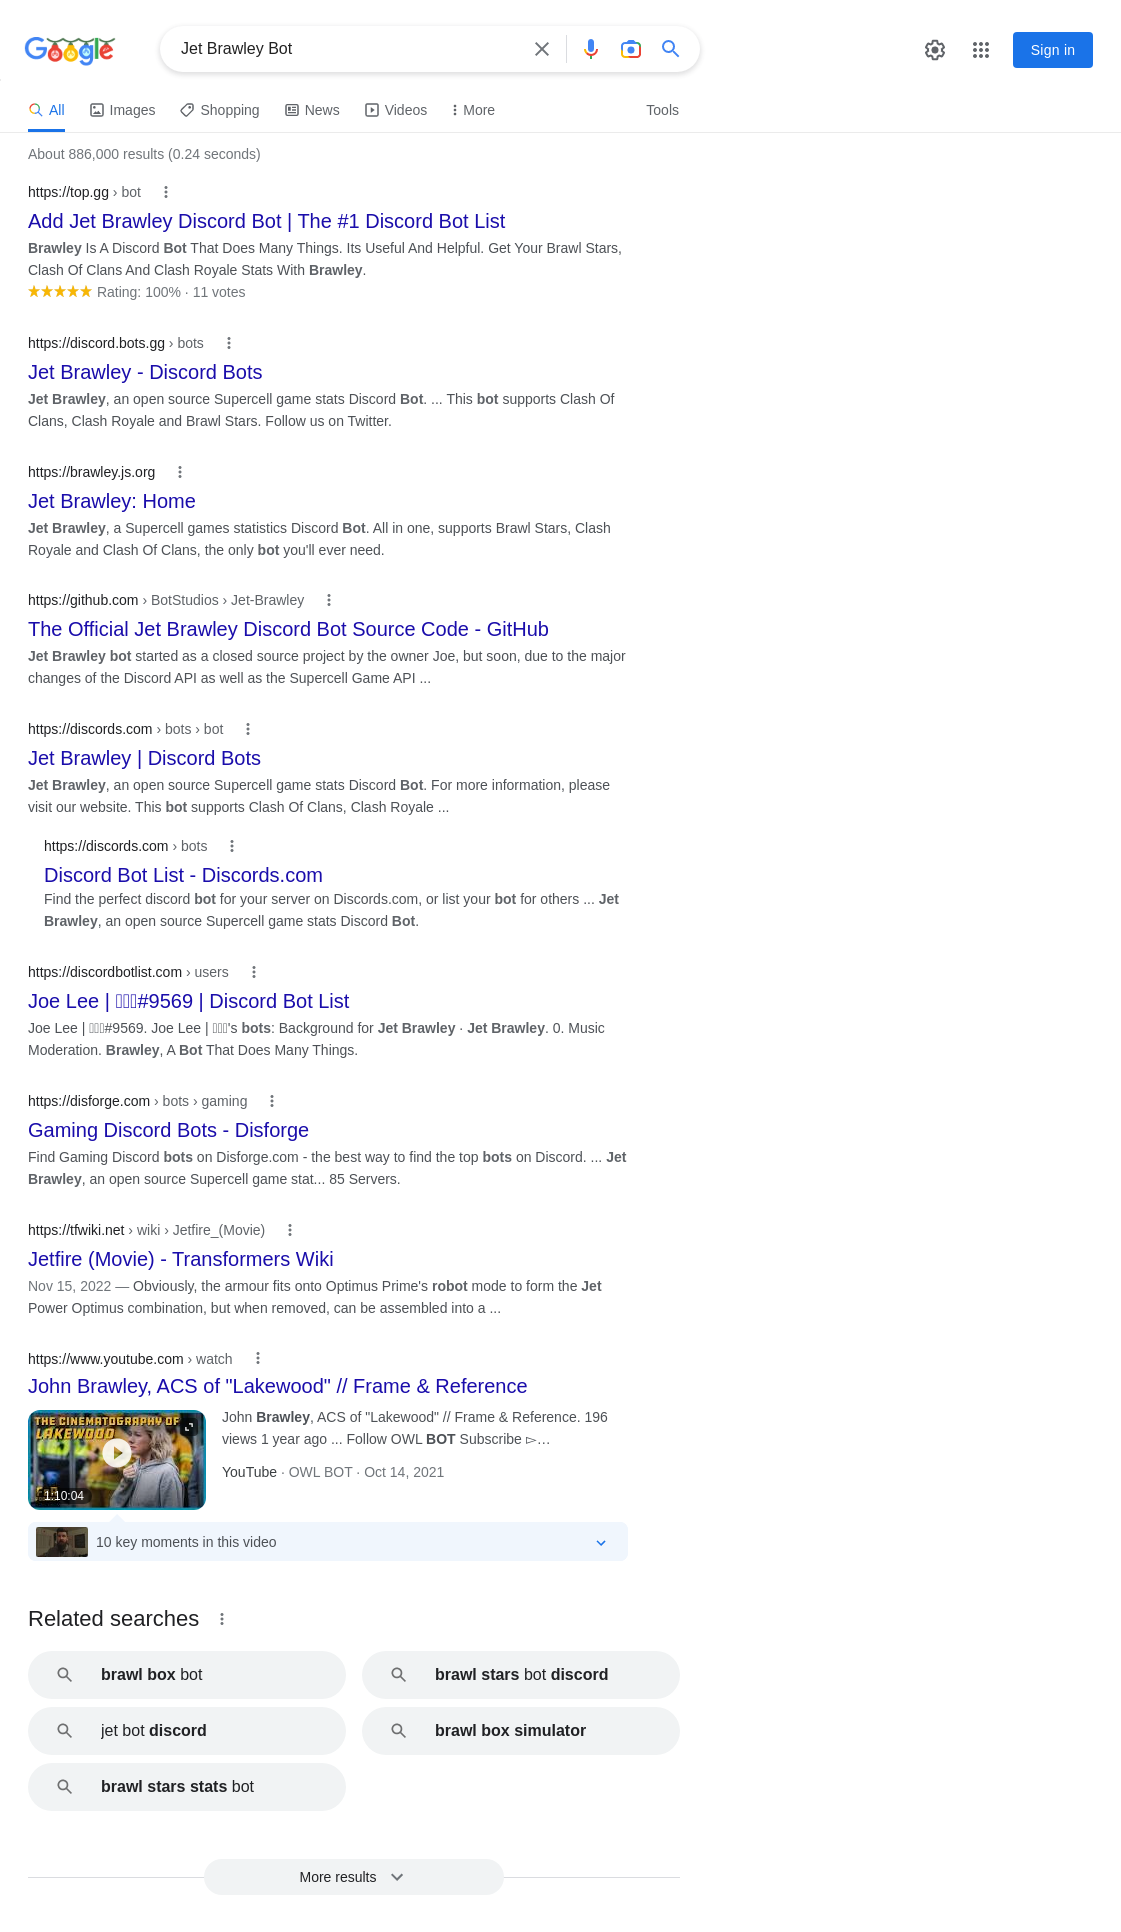 Google
Jet Brawley Bot
Sign in
All
Images
Shopping
News
Videos
More
Tools
About 886,000 results (0.24 seconds)
https://top.gg › bot
Add Jet Brawley Discord Bot | The #1 Discord Bot List
Brawley Is A Discord Bot That Does Many Things. Its Useful And Helpful. Get Your Brawl Stars,
Clash Of Clans And Clash Royale Stats With Brawley.
Rating: 100% · 11 votes
https://discord.bots.gg › bots
Jet Brawley - Discord Bots
Jet Brawley, an open source Supercell game stats Discord Bot. ... This bot supports Clash Of
Clans, Clash Royale and Brawl Stars. Follow us on Twitter.
https://brawley.js.org
Jet Brawley: Home
Jet Brawley, a Supercell games statistics Discord Bot. All in one, supports Brawl Stars, Clash
Royale and Clash Of Clans, the only bot you'll ever need.
https://github.com › BotStudios › Jet-Brawley
The Official Jet Brawley Discord Bot Source Code - GitHub
Jet Brawley bot started as a closed source project by the owner Joe, but soon, due to the major
changes of the Discord API as well as the Supercell Game API ...
https://discords.com › bots › bot
Jet Brawley | Discord Bots
Jet Brawley, an open source Supercell game stats Discord Bot. For more information, please
visit our website. This bot supports Clash Of Clans, Clash Royale ...
https://discords.com › bots
Discord Bot List - Discords.com
Find the perfect discord bot for your server on Discords.com, or list your bot for others ... Jet
Brawley, an open source Supercell game stats Discord Bot.
https://discordbotlist.com › users
Joe Lee | #9569 | Discord Bot List
Joe Lee | #9569. Joe Lee | 's bots: Background for Jet Brawley · Jet Brawley. 0. Music
Moderation. Brawley, A Bot That Does Many Things.
https://disforge.com › bots › gaming
Gaming Discord Bots - Disforge
Find Gaming Discord bots on Disforge.com - the best way to find the top bots on Discord. ... Jet
Brawley, an open source Supercell game stat... 85 Servers.
https://tfwiki.net › wiki › Jetfire_(Movie)
Jetfire (Movie) - Transformers Wiki
Nov 15, 2022 — Obviously, the armour fits onto Optimus Prime's robot mode to form the Jet
Power Optimus combination, but when removed, can be assembled into a ...
https://www.youtube.com › watch
John Brawley, ACS of "Lakewood" // Frame & Reference
THE CINEMATOGRAPHY OF
LAKEWOOD
1:10:04
John Brawley, ACS of "Lakewood" // Frame & Reference. 196
views 1 year ago ... Follow OWL BOT Subscribe ▻…
YouTube · OWL BOT · Oct 14, 2021
10 key moments in this video
Related searches
brawl box bot
brawl stars bot discord
jet bot discord
brawl box simulator
brawl stars stats bot
More results